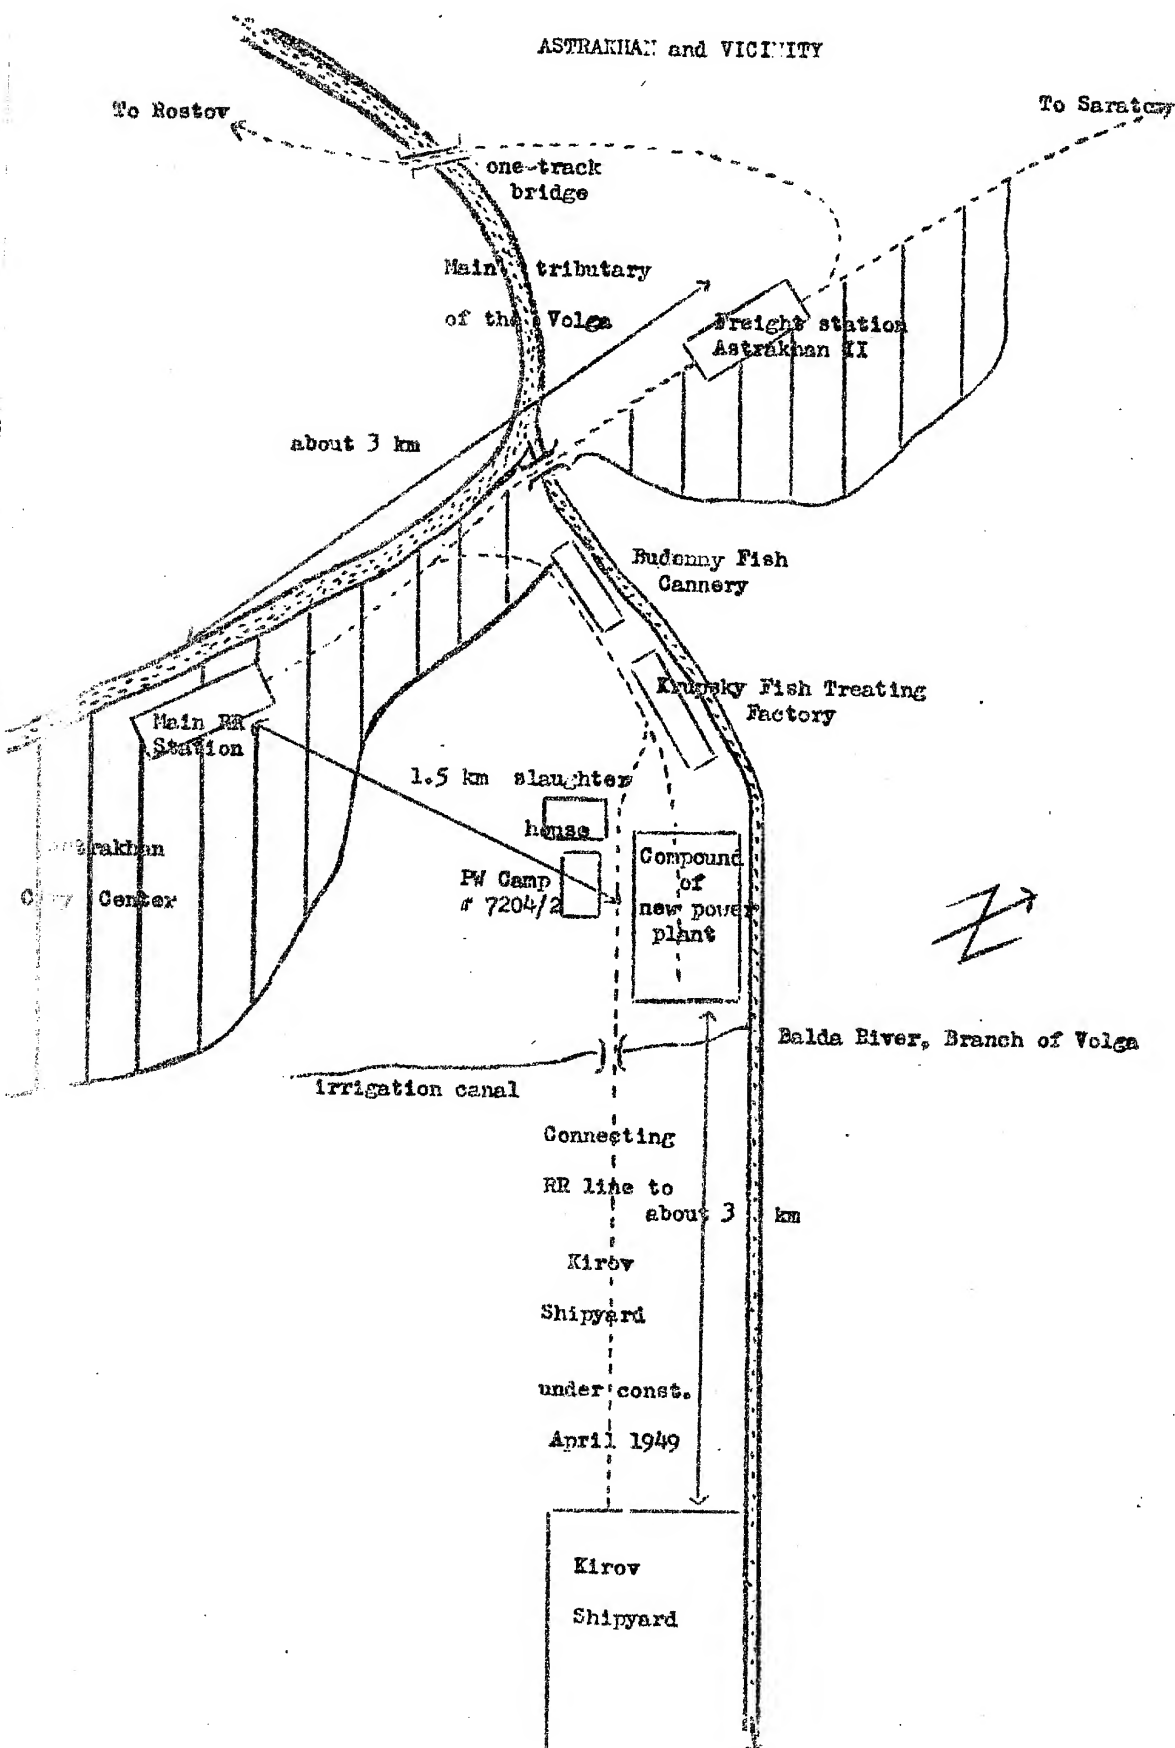 ASTRAKHAN and VICINITY
To Rostov
To Saratov
one-track
bridge
Main tributary
of the Volga
Freight station
Astrakhan II
about 3 km
Budenny Fish
Cannery
Krupsky Fish Treating
Factory
Main RR
Station
1.5 km
slaughter
house
Astrakhan
City Center
PW Camp
# 7204/2
Compound
of
new power
plant
Balda River, Branch of Volga
irrigation canal
Connecting
RR line to
about 3 km
Kirov
Shipyard
under const.
April 1949
Kirov
Shipyard